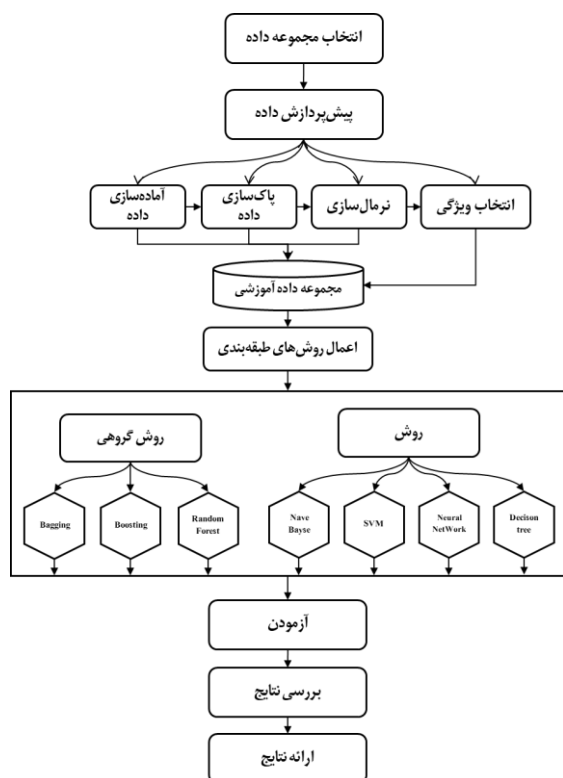 انتخاب مجموعه داده
پیش‌پردازش داده
انتخاب ویژگی
نرمال‌سازی
پاک‌سازی
داده
آماده‌سازی
داده
مجموعه داده آموزشی
اعمال روش‌های طبقه‌بندی
روش
روش گروهی
Bagging
Boosting
Random
Forest
Nave
Bayse
SVM
Neural
NetWork
Decison
tree
آزمودن
بررسی نتایج
ارائه نتایج